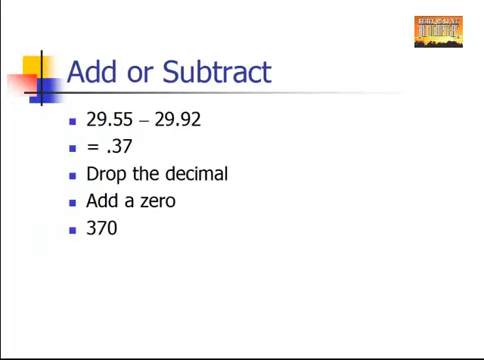 Add or Subtract
29.55 – 29.92
= .37
Drop the decimal
Add a zero
370